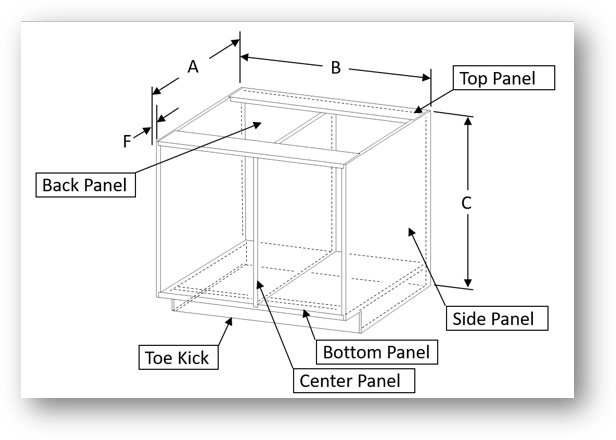 A
B
Top Panel
F
Back Panel
C
Side Panel
Bottom Panel
Toe Kick
Center Panel